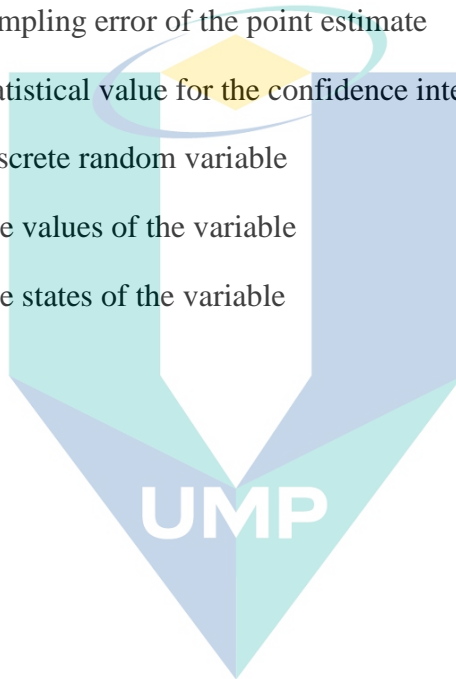 mpling error of the point estimate
atistical value for the confidence inte
screte random variable
e values of the variable
e states of the variable
UMP